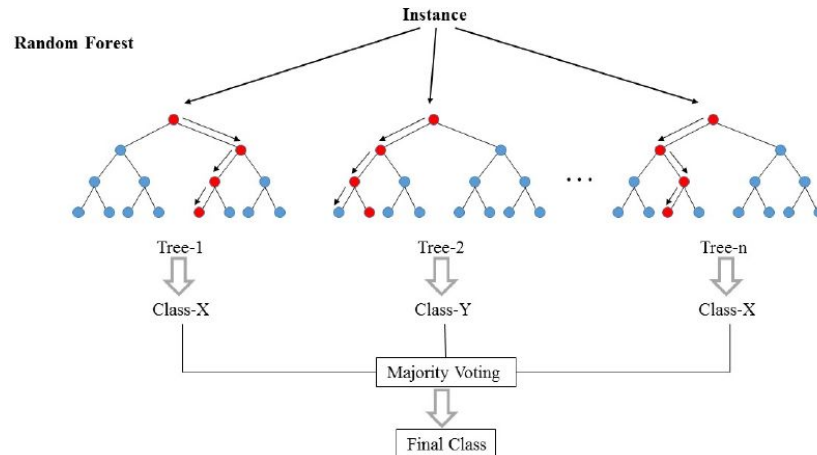 Instance
Random Forest
...
Tree-1
Tree-2
Tree-n
Class-X
Class-Y
Class-X
Majority Voting
Final Class